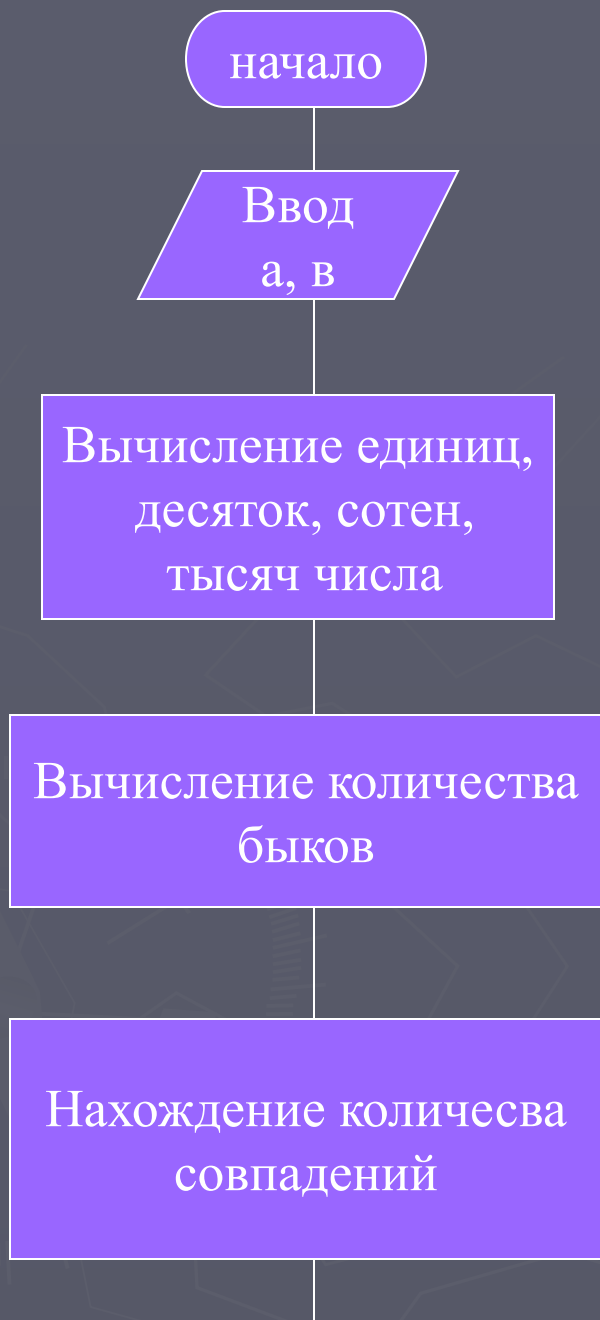 начало
Ввод
а, в
Вычисление единиц,
десяток, сотен,
тысяч числа
Вычисление количества
быков
Нахождение количесва
совпадений